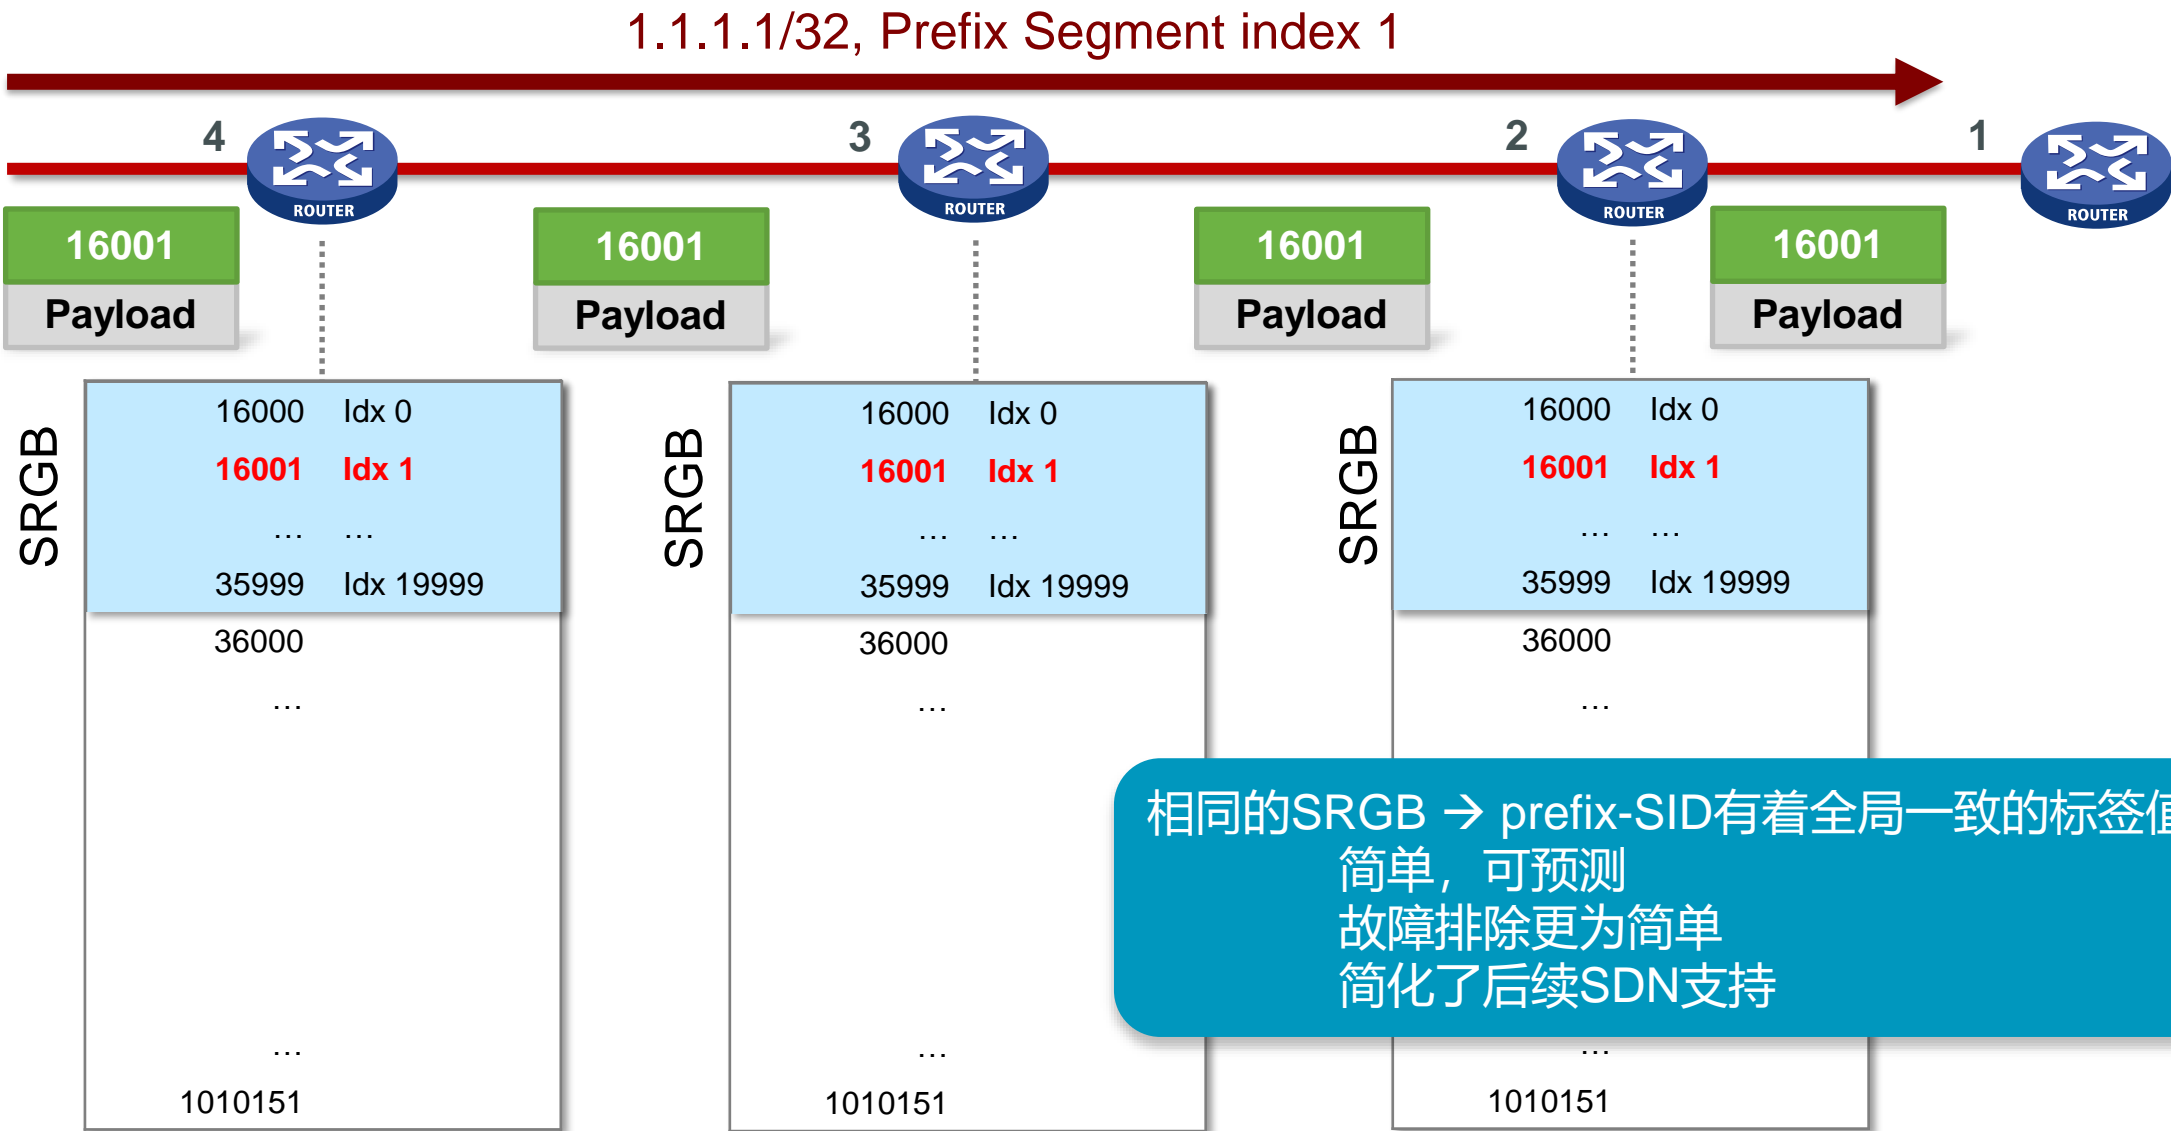 1.1.1.1/32, Prefix Segment index 1
4
3
2
1
ROUTER
ROUTER
ROUTER
ROUTER
16001
Payload
16001
Payload
16001
Payload
16001
Payload
SRGB
16000 Idx 0
16001 Idx 1
... ...
35999 Idx 19999
36000
...
...
1010151
SRGB
16000 Idx 0
16001 Idx 1
... ...
35999 Idx 19999
36000
...
...
1010151
SRGB
16000 Idx 0
16001 Idx 1
... ...
35999 Idx 19999
36000
...
...
1010151
相同的SRGB → prefix-SID有着全局一致的标签值
简单，可预测
故障排除更为简单
简化了后续SDN支持